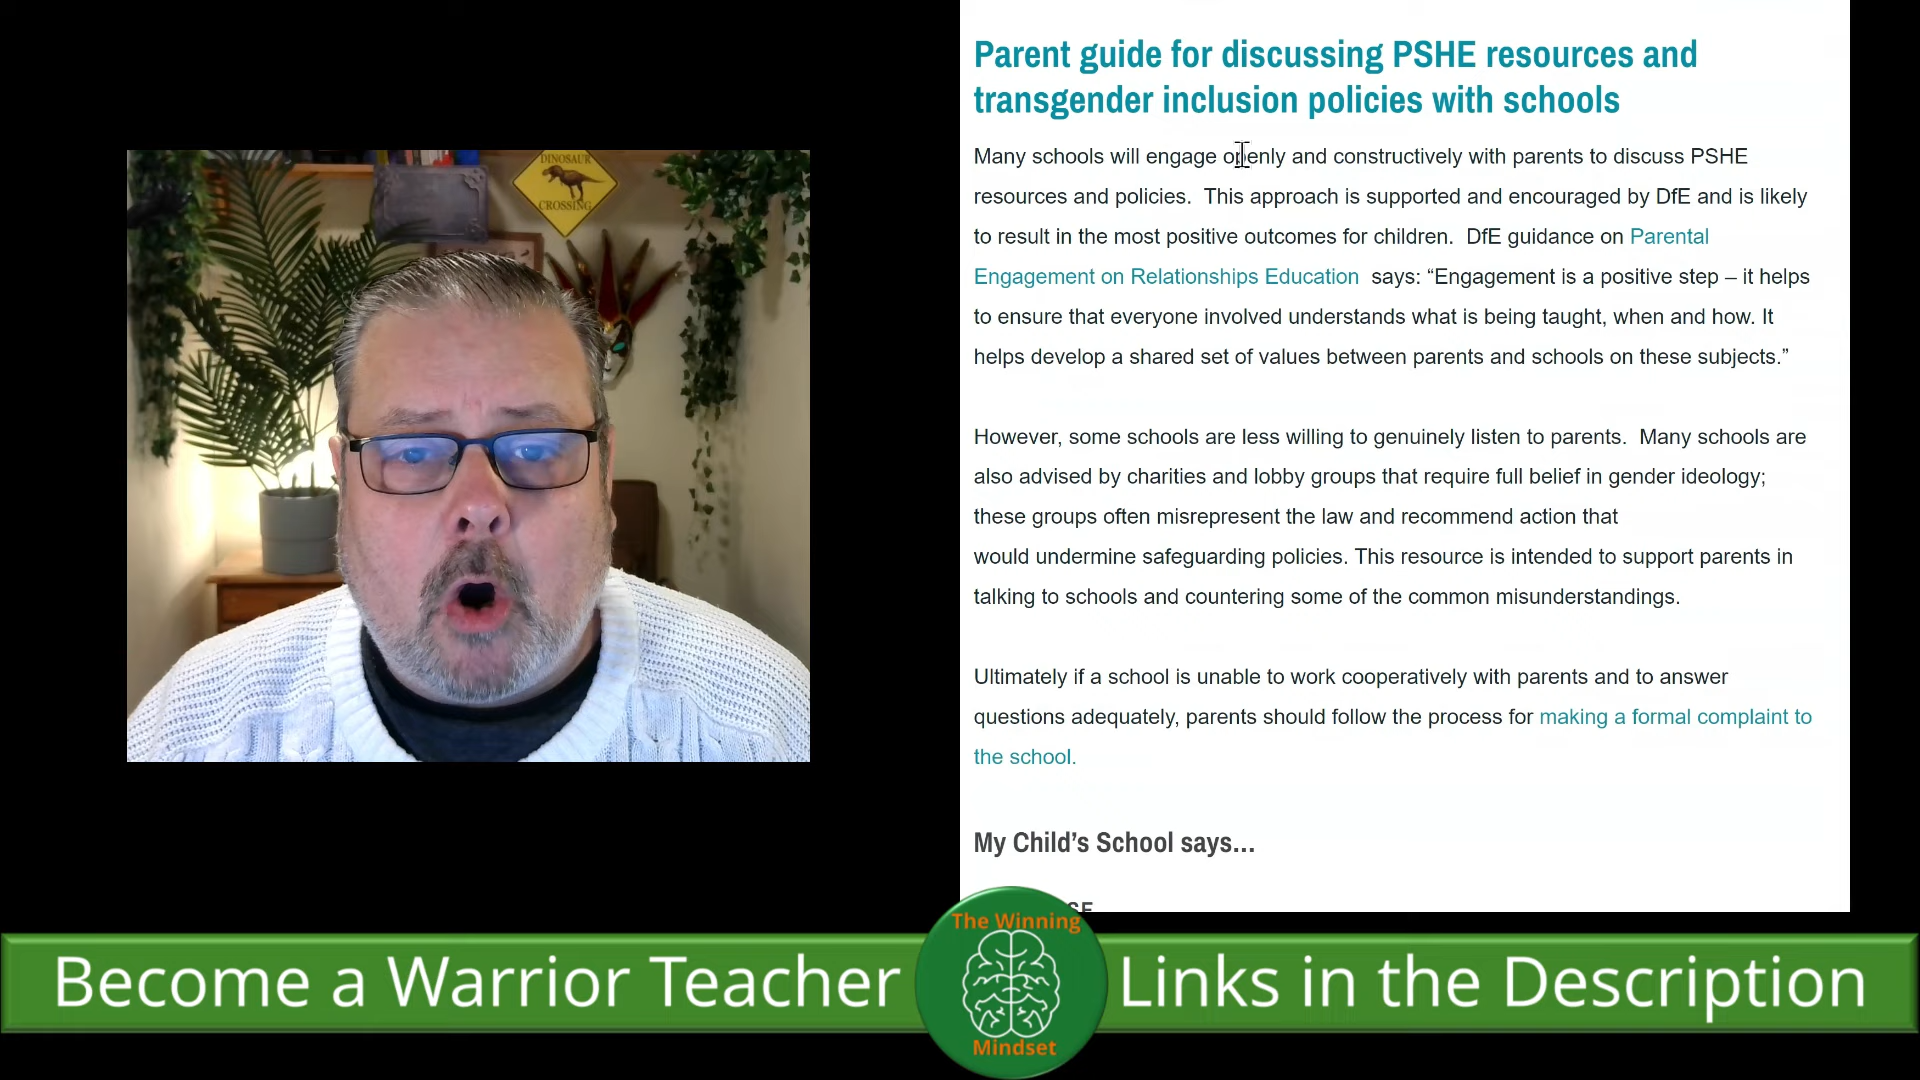 DINOSAUR
CROSSING
Parent guide for discussing PSHE resources and
transgender inclusion policies with schools
Many schools will engage openly and constructively with parents to discuss PSHE
resources and policies.  This approach is supported and encouraged by DfE and is likely
to result in the most positive outcomes for children.  DfE guidance on Parental
Engagement on Relationships Education  says: “Engagement is a positive step – it helps
to ensure that everyone involved understands what is being taught, when and how. It
helps develop a shared set of values between parents and schools on these subjects.”
However, some schools are less willing to genuinely listen to parents.  Many schools are
also advised by charities and lobby groups that require full belief in gender ideology;
these groups often misrepresent the law and recommend action that
would undermine safeguarding policies. This resource is intended to support parents in
talking to schools and countering some of the common misunderstandings.
Ultimately if a school is unable to work cooperatively with parents and to answer
questions adequately, parents should follow the process for making a formal complaint to
the school.
My Child’s School says...
Become a Warrior Teacher
The Winning
Mindset
Links in the Description